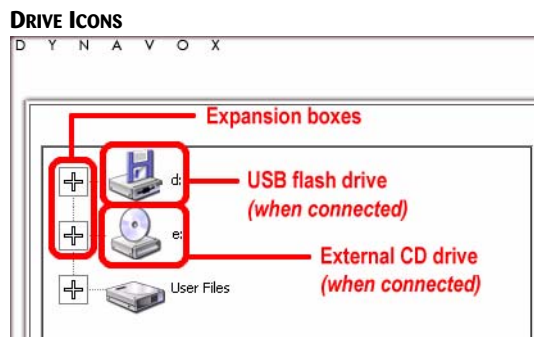 DRIVE ICONS
D Y N A V O X
Expansion boxes
d:
USB flash drive
(when connected)
e:
External CD drive
(when connected)
User Files